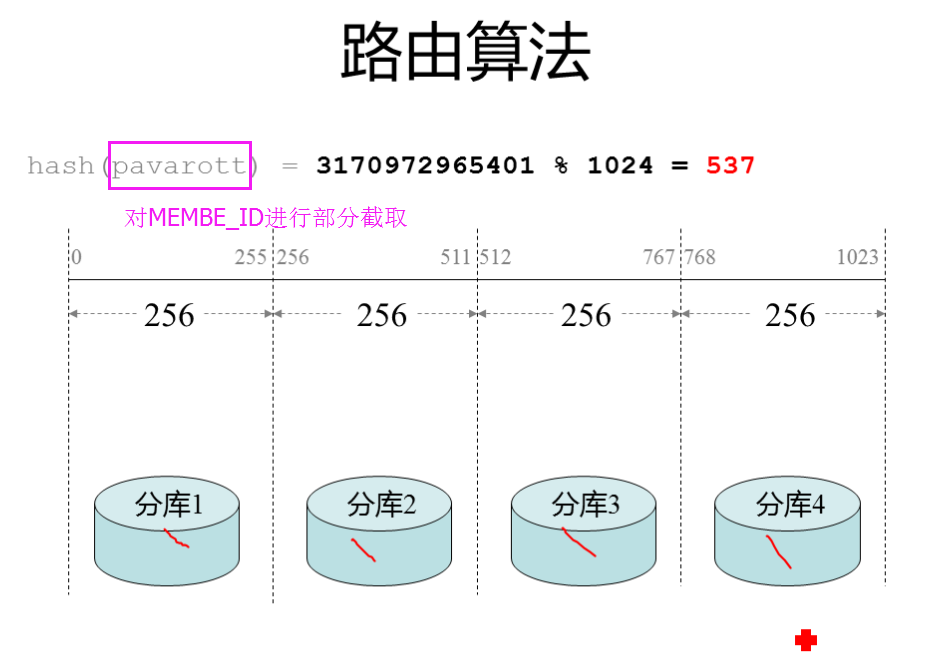 路由算法
hash(pavarott) = 3170972965401 % 1024 = 537
对MEMBE_ID进行部分截取
0 255 256 511 512 767 768 1023
256 256 256 256
分库1 分库2 分库3 分库4